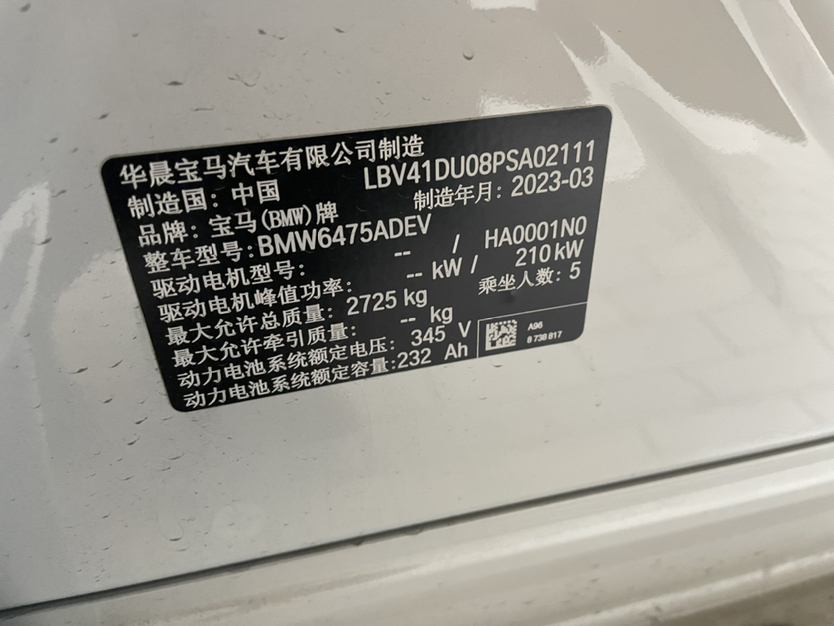 华晨宝马汽车有限公司制造
制造国：中国 LBV41DU08PSA02111
品牌：宝马(BMW)牌 制造年月：2023-03
整车型号：BMW6475ADEV
驱动电机型号： -- / HA0001N0
驱动电机峰值功率： -- kW / 210 kW
最大允许总质量：2725 kg 乘坐人数：5
最大允许牵引质量： -- kg
动力电池系统额定电压：345 V
动力电池系统额定容量：232 Ah
A96
8 738 817